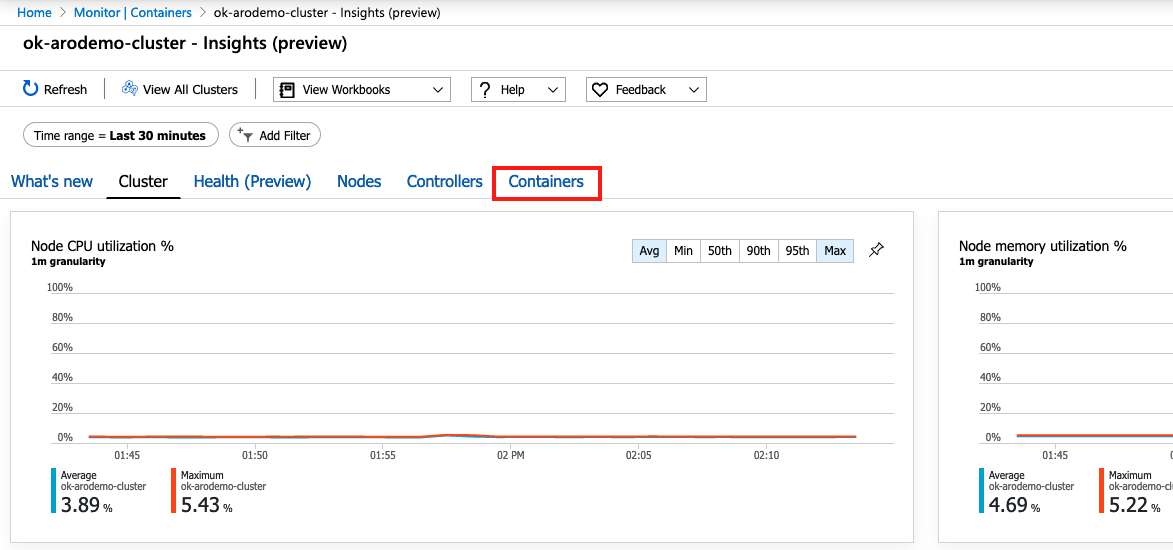 Home > Monitor | Containers > ok-arodemo-cluster - Insights (preview)
ok-arodemo-cluster - Insights (preview)
Refresh View All Clusters View Workbooks Help Feedback
Time range = Last 30 minutes Add Filter
What's new Cluster Health (Preview) Nodes Controllers Containers
Node CPU utilization %
1m granularity
Avg Min 50th 90th 95th Max
100%
80%
60%
40%
20%
0%
01:45 01:50 01:55 02 PM 02:05 02:10
Average
ok-arodemo-cluster
3.89 %
Maximum
ok-arodemo-cluster
5.43 %
Node memory utilization %
1m granularity
100%
80%
60%
40%
20%
0%
01:45
Average
ok-arodemo-cluster
4.69 %
Maximum
ok-arodemo-cl
5.22 %